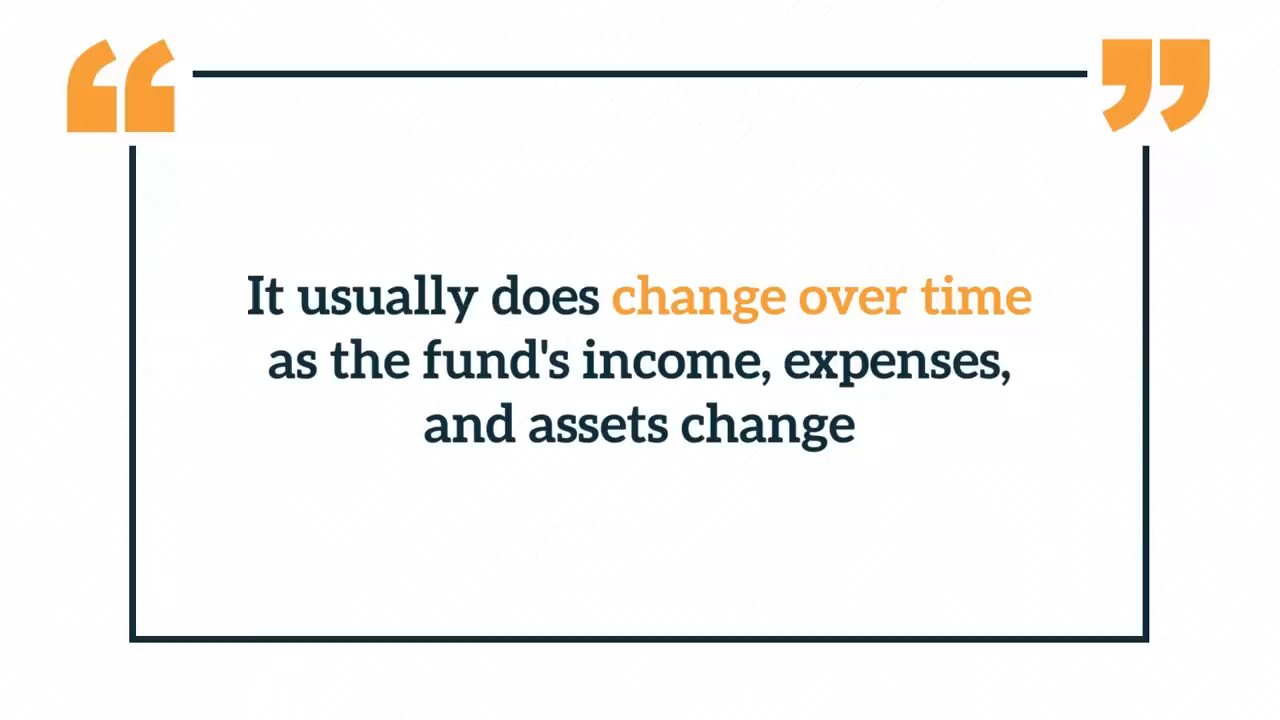 It usually does change over time
as the fund's income, expenses,
and assets change